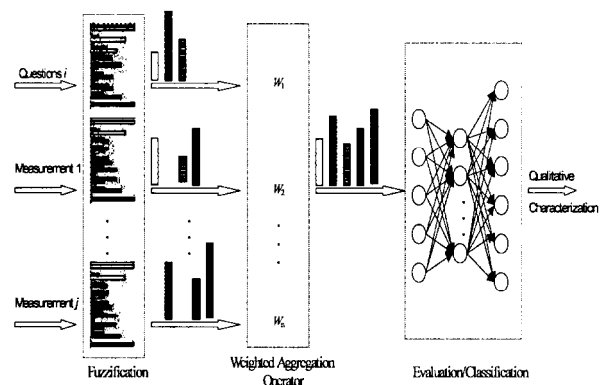 Questions i
W1
Measurement 1
W2
Qualitative
Characterization
Measurement j
Wn
Fuzzification
Weighted Aggregation
Operator
Evaluation/Classification